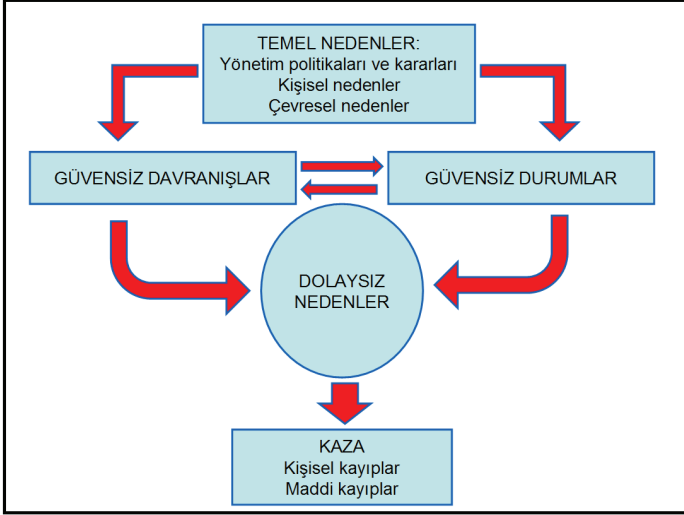 TEMEL NEDENLER:
Yönetim politikaları ve kararları
Kişisel nedenler
Çevresel nedenler
GÜVENSİZ DAVRANIŞLAR
GÜVENSİZ DURUMLAR
DOLAYSIZ
NEDENLER
KAZA
Kişisel kayıplar
Maddi kayıplar